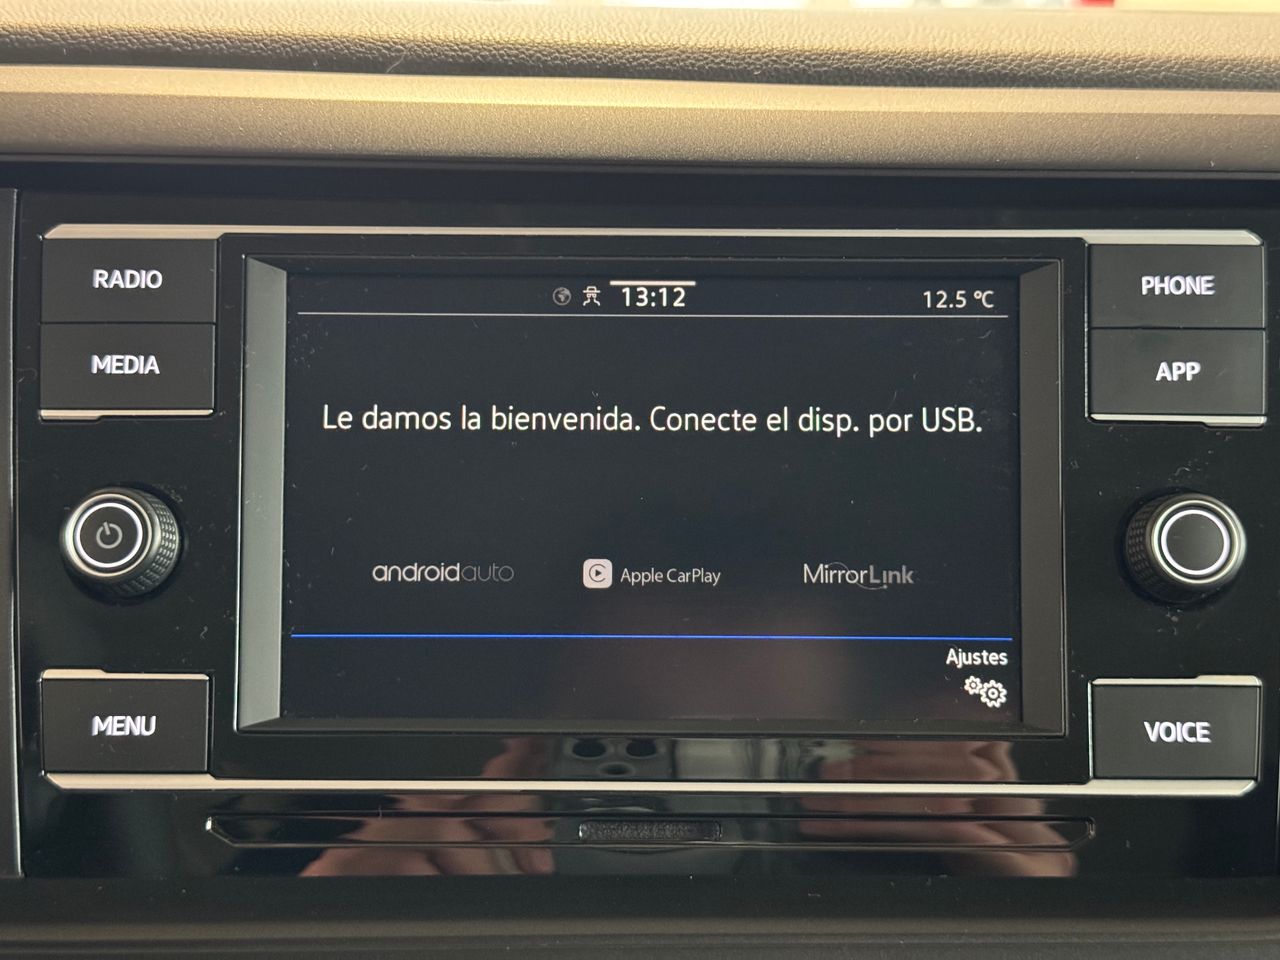 RADIO
MEDIA
MENU
13:12
12.5 °C
Le damos la bienvenida. Conecte el disp. por USB.
androidauto
Apple CarPlay
MirrorLink
Ajustes
PHONE
APP
VOICE